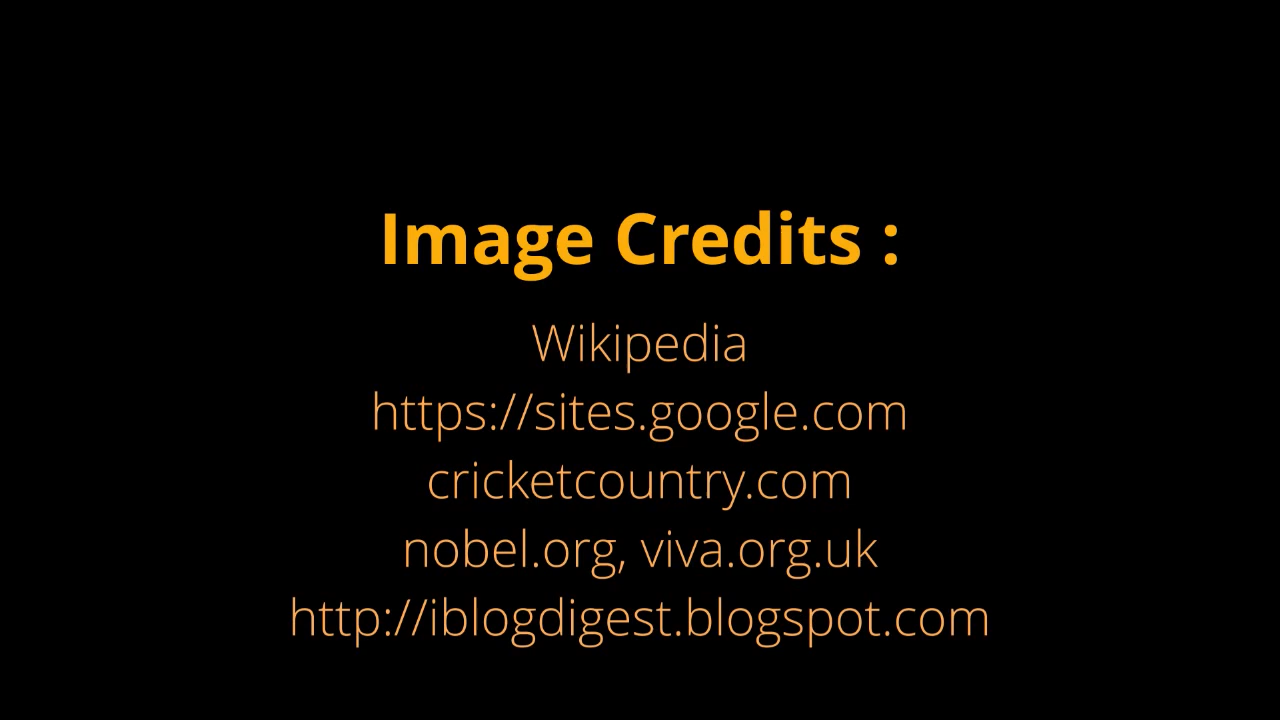 Image Credits :
Wikipedia
https://sites.google.com
cricketcountry.com
nobel.org, viva.org.uk
http://iblogdigest.blogspot.com